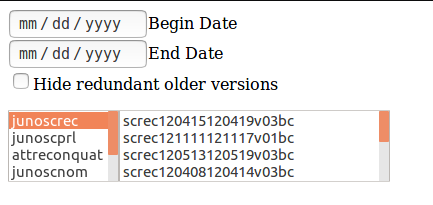 mm/dd/yyyy Begin Date
mm/dd/yyyy End Date
Hide redundant older versions
junoscrec screc120415120419v03bc
junoscprl screc121111121117v01bc
attreconquat screc120513120519v03bc
junoscnom screc120408120414v03bc